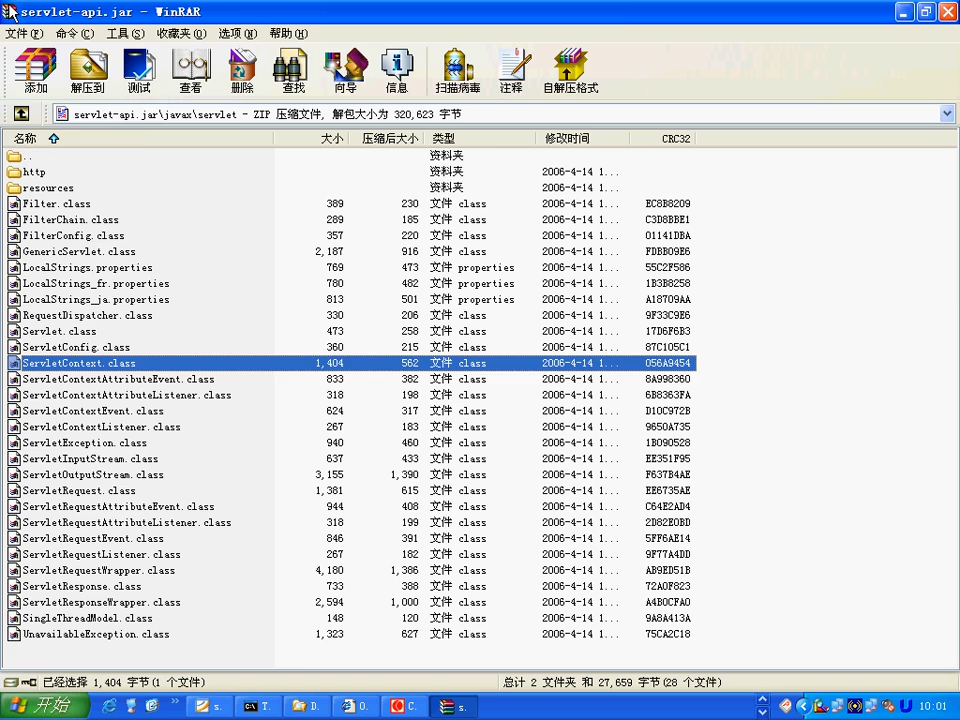 servlet-api.jar - WinRAR
文件(F) 命令(C) 工具(S) 收藏夹(O) 选项(N) 帮助(H)
添加 解压到 测试 查看 删除 查找 向导 信息 扫描病毒 注释 自解压格式
servlet-api.jar\javax\servlet - ZIP 压缩文件, 解包大小为 320,623 字节
名称 大小 压缩后大小 类型 修改时间 CRC32
.. 资料夹
http 资料夹 2006-4-14 1...
resources 资料夹 2006-4-14 1...
Filter.class 389 230 文件 class 2006-4-14 1... EC8B8209
FilterChain.class 289 185 文件 class 2006-4-14 1... C3D8BBE1
FilterConfig.class 357 220 文件 class 2006-4-14 1... 01141DBA
GenericServlet.class 2,187 916 文件 class 2006-4-14 1... FDBB09E6
LocalStrings.properties 769 473 文件 properties 2006-4-14 1... 55C2F586
LocalStrings_fr.properties 780 482 文件 properties 2006-4-14 1... 1B3B8258
LocalStrings_ja.properties 813 501 文件 properties 2006-4-14 1... A18709AA
RequestDispatcher.class 330 206 文件 class 2006-4-14 1... 9F33C9E6
Servlet.class 473 258 文件 class 2006-4-14 1... 17D6F6B3
ServletConfig.class 360 215 文件 class 2006-4-14 1... 87C105C1
ServletContext.class 1,404 562 文件 class 2006-4-14 1... 056A9454
ServletContextAttributeEvent.class 833 382 文件 class 2006-4-14 1... 8A998360
ServletContextAttributeListener.class 318 198 文件 class 2006-4-14 1... 6B8363FA
ServletContextEvent.class 624 317 文件 class 2006-4-14 1... D10C972B
ServletContextListener.class 267 183 文件 class 2006-4-14 1... 9650A735
ServletException.class 940 460 文件 class 2006-4-14 1... 1B090528
ServletInputStream.class 637 433 文件 class 2006-4-14 1... EE351F95
ServletOutputStream.class 3,155 1,390 文件 class 2006-4-14 1... F637B4AE
ServletRequest.class 1,381 615 文件 class 2006-4-14 1... EE6735AE
ServletRequestAttributeEvent.class 944 408 文件 class 2006-4-14 1... C64E2AD4
ServletRequestAttributeListener.class 318 199 文件 class 2006-4-14 1... 2D82E0BD
ServletRequestEvent.class 846 391 文件 class 2006-4-14 1... 5FF6AE14
ServletRequestListener.class 267 182 文件 class 2006-4-14 1... 9F77A4DD
ServletRequestWrapper.class 4,180 1,386 文件 class 2006-4-14 1... AB9ED51B
ServletResponse.class 733 388 文件 class 2006-4-14 1... 72A0F823
ServletResponseWrapper.class 2,594 1,000 文件 class 2006-4-14 1... A4B0CFA0
SingleThreadModel.class 148 120 文件 class 2006-4-14 1... 9A8A413A
UnavailableException.class 1,323 627 文件 class 2006-4-14 1... 75CA2C18
已经选择 1,404 字节(1 个文件) 总计 2 文件夹 和 27,659 字节(28 个文件)
开始 s. T. D. O. C. s. 10:01